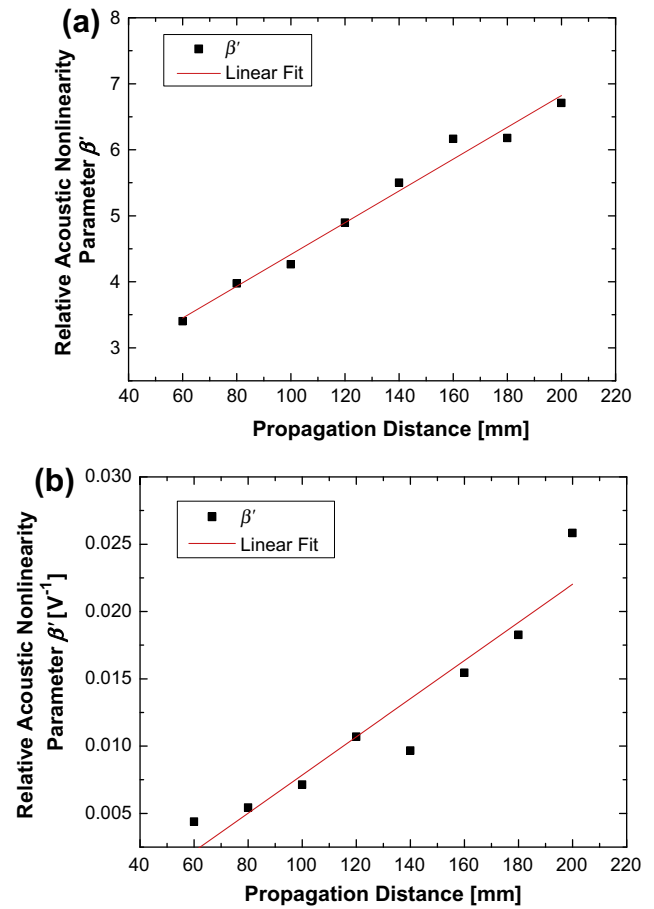 (a)
8
7
6
5
4
3
Relative Acoustic Nonlinearity
Parameter β'
β'
Linear Fit
40 60 80 100 120 140 160 180 200 220
Propagation Distance [mm]
(b)
0.030
0.025
0.020
0.015
0.010
0.005
Relative Acoustic Nonlinearity
Parameter β' [V⁻¹]
β'
Linear Fit
40 60 80 100 120 140 160 180 200 220
Propagation Distance [mm]